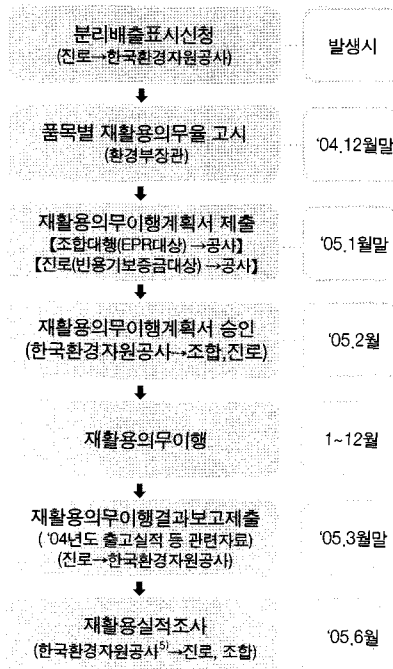 분리배출표시신청
(진로→한국환경자원공사)
발생시
품목별 재활용의무율 고시
(환경부장관)
'04.12월말
재활용의무이행계획서 제출
【조합대행(EPR대상) →공사】
【진로(빈용기보증금대상) →공사】
'05.1월말
재활용의무이행계획서 승인
(한국환경자원공사→조합,진로)
'05.2월
재활용의무이행
1~12월
재활용의무이행결과보고제출
( '04년도 출고실적 등 관련자료)
(진로→한국환경자원공사)
'05.3월말
재활용실적조사
(한국환경자원공사5)→진로, 조합)
'05.6월